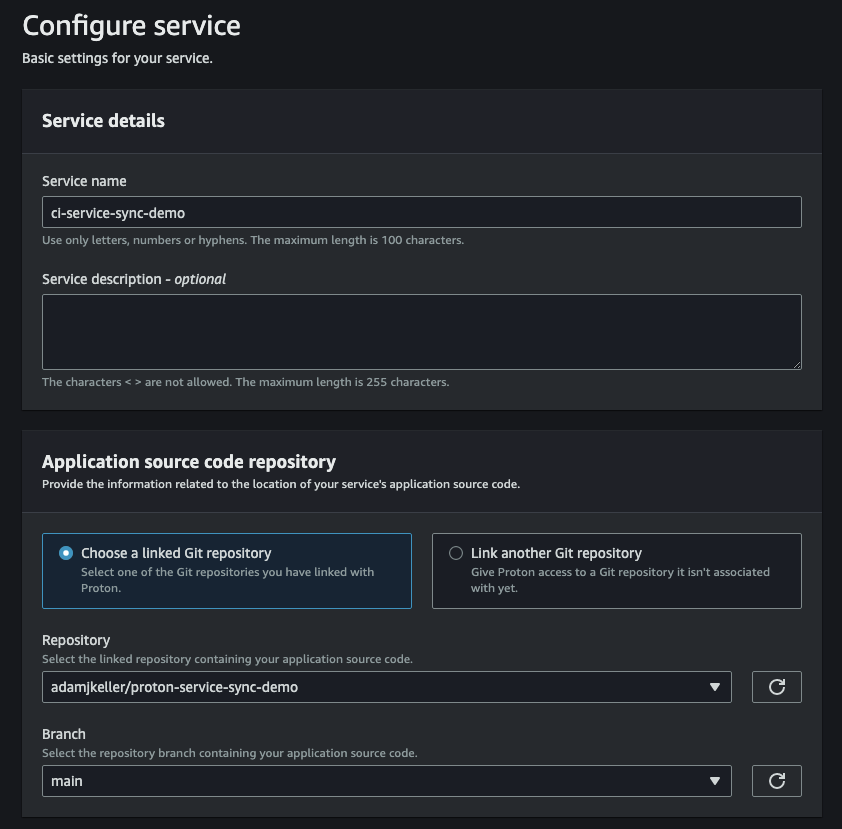 Configure service
Basic settings for your service.
Service details
Service name
ci-service-sync-demo
Use only letters, numbers or hyphens. The maximum length is 100 characters.
Service description - optional
The characters < > are not allowed. The maximum length is 255 characters.
Application source code repository
Provide the information related to the location of your service's application source code.
Choose a linked Git repository
Select one of the Git repositories you have linked with
Proton.
Link another Git repository
Give Proton access to a Git repository it isn't associated
with yet.
Repository
Select the linked repository containing your application source code.
adamjkeller/proton-service-sync-demo
Branch
Select the repository branch containing your application source code.
main